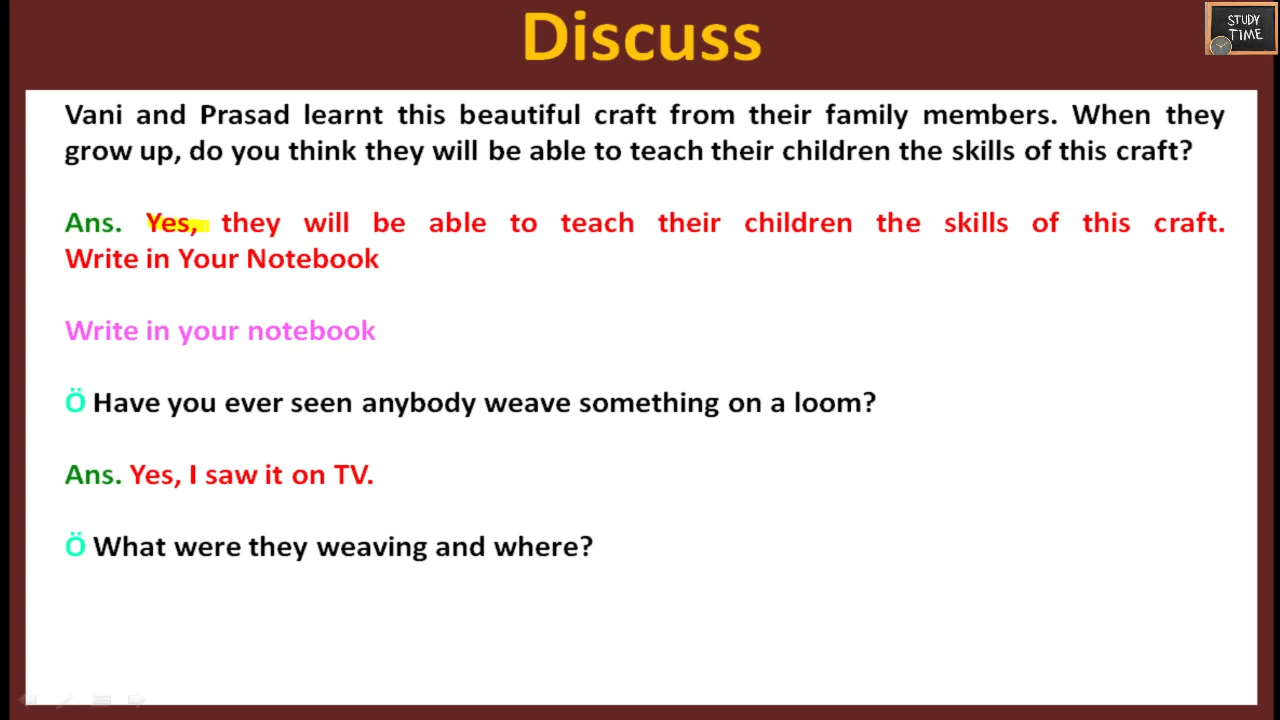 Discuss
STUDY
TIME
Vani and Prasad learnt this beautiful craft from their family members. When they
grow up, do you think they will be able to teach their children the skills of this craft?
Ans. Yes, they will be able to teach their children the skills of this craft.
Write in Your Notebook
Write in your notebook
Ö Have you ever seen anybody weave something on a loom?
Ans. Yes, I saw it on TV.
Ö What were they weaving and where?